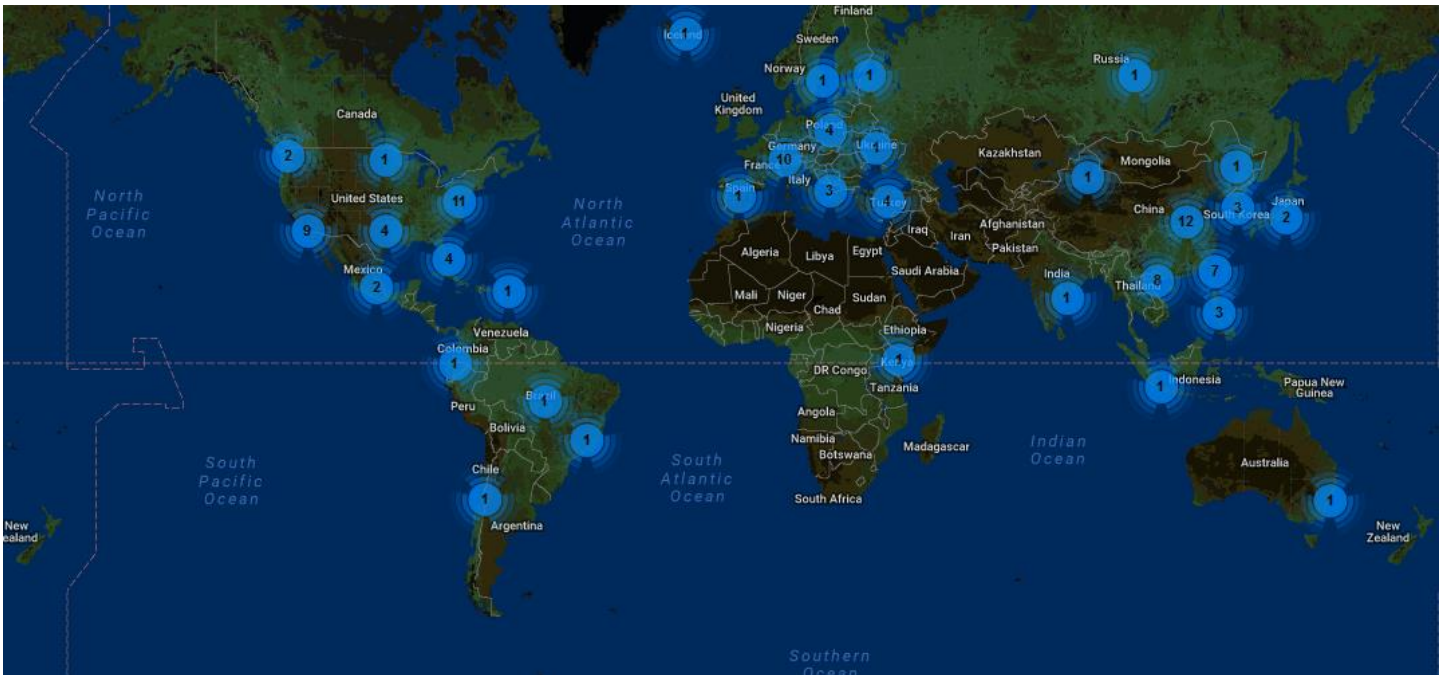 Finland
Iceland
1
Sweden
Russia
Norway
1
1
1
United
Kingdom
Canada
Poland
4
Germany
Ukraine
2
1
France
10
Kazakhstan
Mongolia
1
1
Italy
3
Spain
1
North
Pacific
Ocean
United States
11
North
Atlantic
Ocean
Turkey
China
12
3
South Korea
Japan
2
9
4
Iraq
Iran
Afghanistan
Pakistan
Algeria
Libya
Egypt
Saudi Arabia
4
Mexico
2
1
India
1
Thailand
8
7
Mali
Niger
Chad
Sudan
3
Venezuela
Nigeria
Ethiopia
Colombia
1
DR Congo
Kenya
1
Tanzania
1
Indonesia
Papua New
Guinea
Peru
Brazil
1
Angola
Bolivia
1
Namibia
Botswana
Madagascar
Indian
Ocean
South
Pacific
Ocean
Chile
1
South
Atlantic
Ocean
South Africa
Australia
1
New
ealand
Argentina
New
Zealand
Southern
Ocean